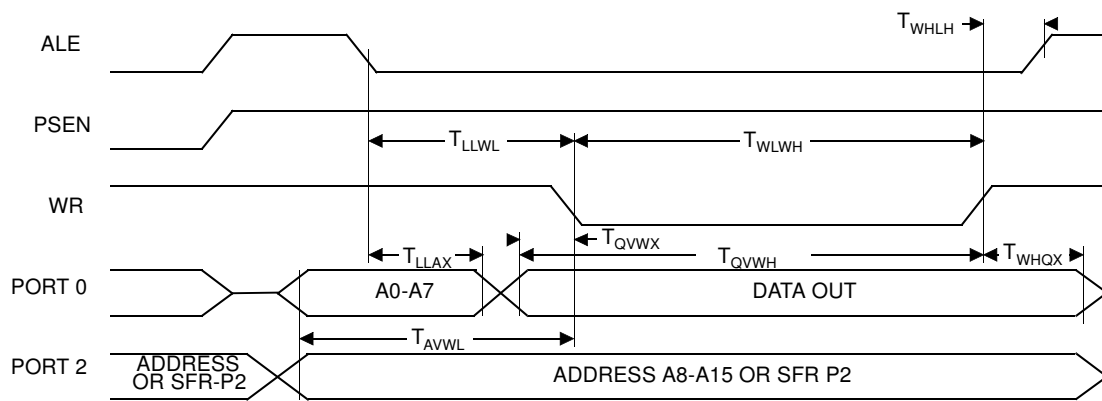 T_WHLH
ALE
PSEN
T_LLWL
T_WLWH
WR
T_QVWX
T_LLAX
T_QVWH
T_WHQX
PORT 0
A0-A7
DATA OUT
T_AVWL
PORT 2
ADDRESS
OR SFR-P2
ADDRESS A8-A15 OR SFR P2